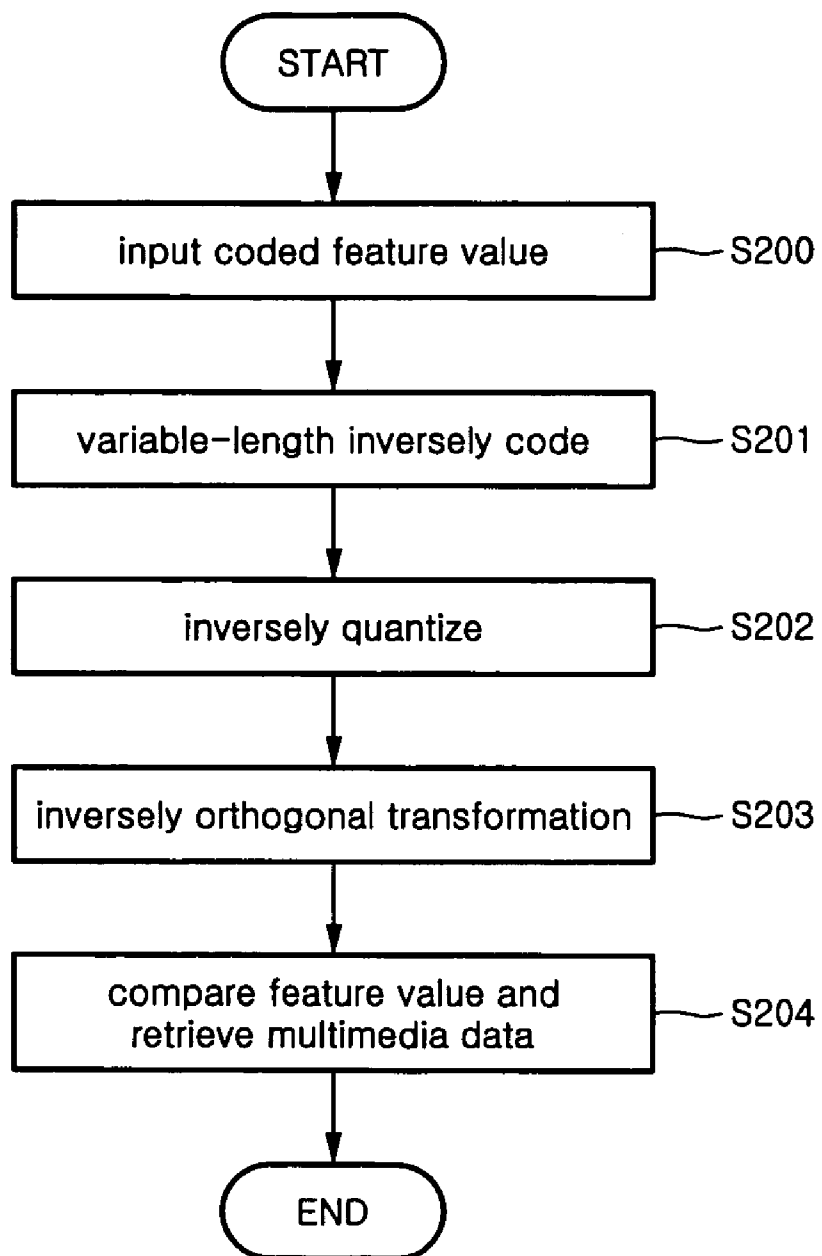 START
input coded feature value
S200
variable-length inversely code
S201
inversely quantize
S202
inversely orthogonal transformation
S203
compare feature value and
retrieve multimedia data
S204
END